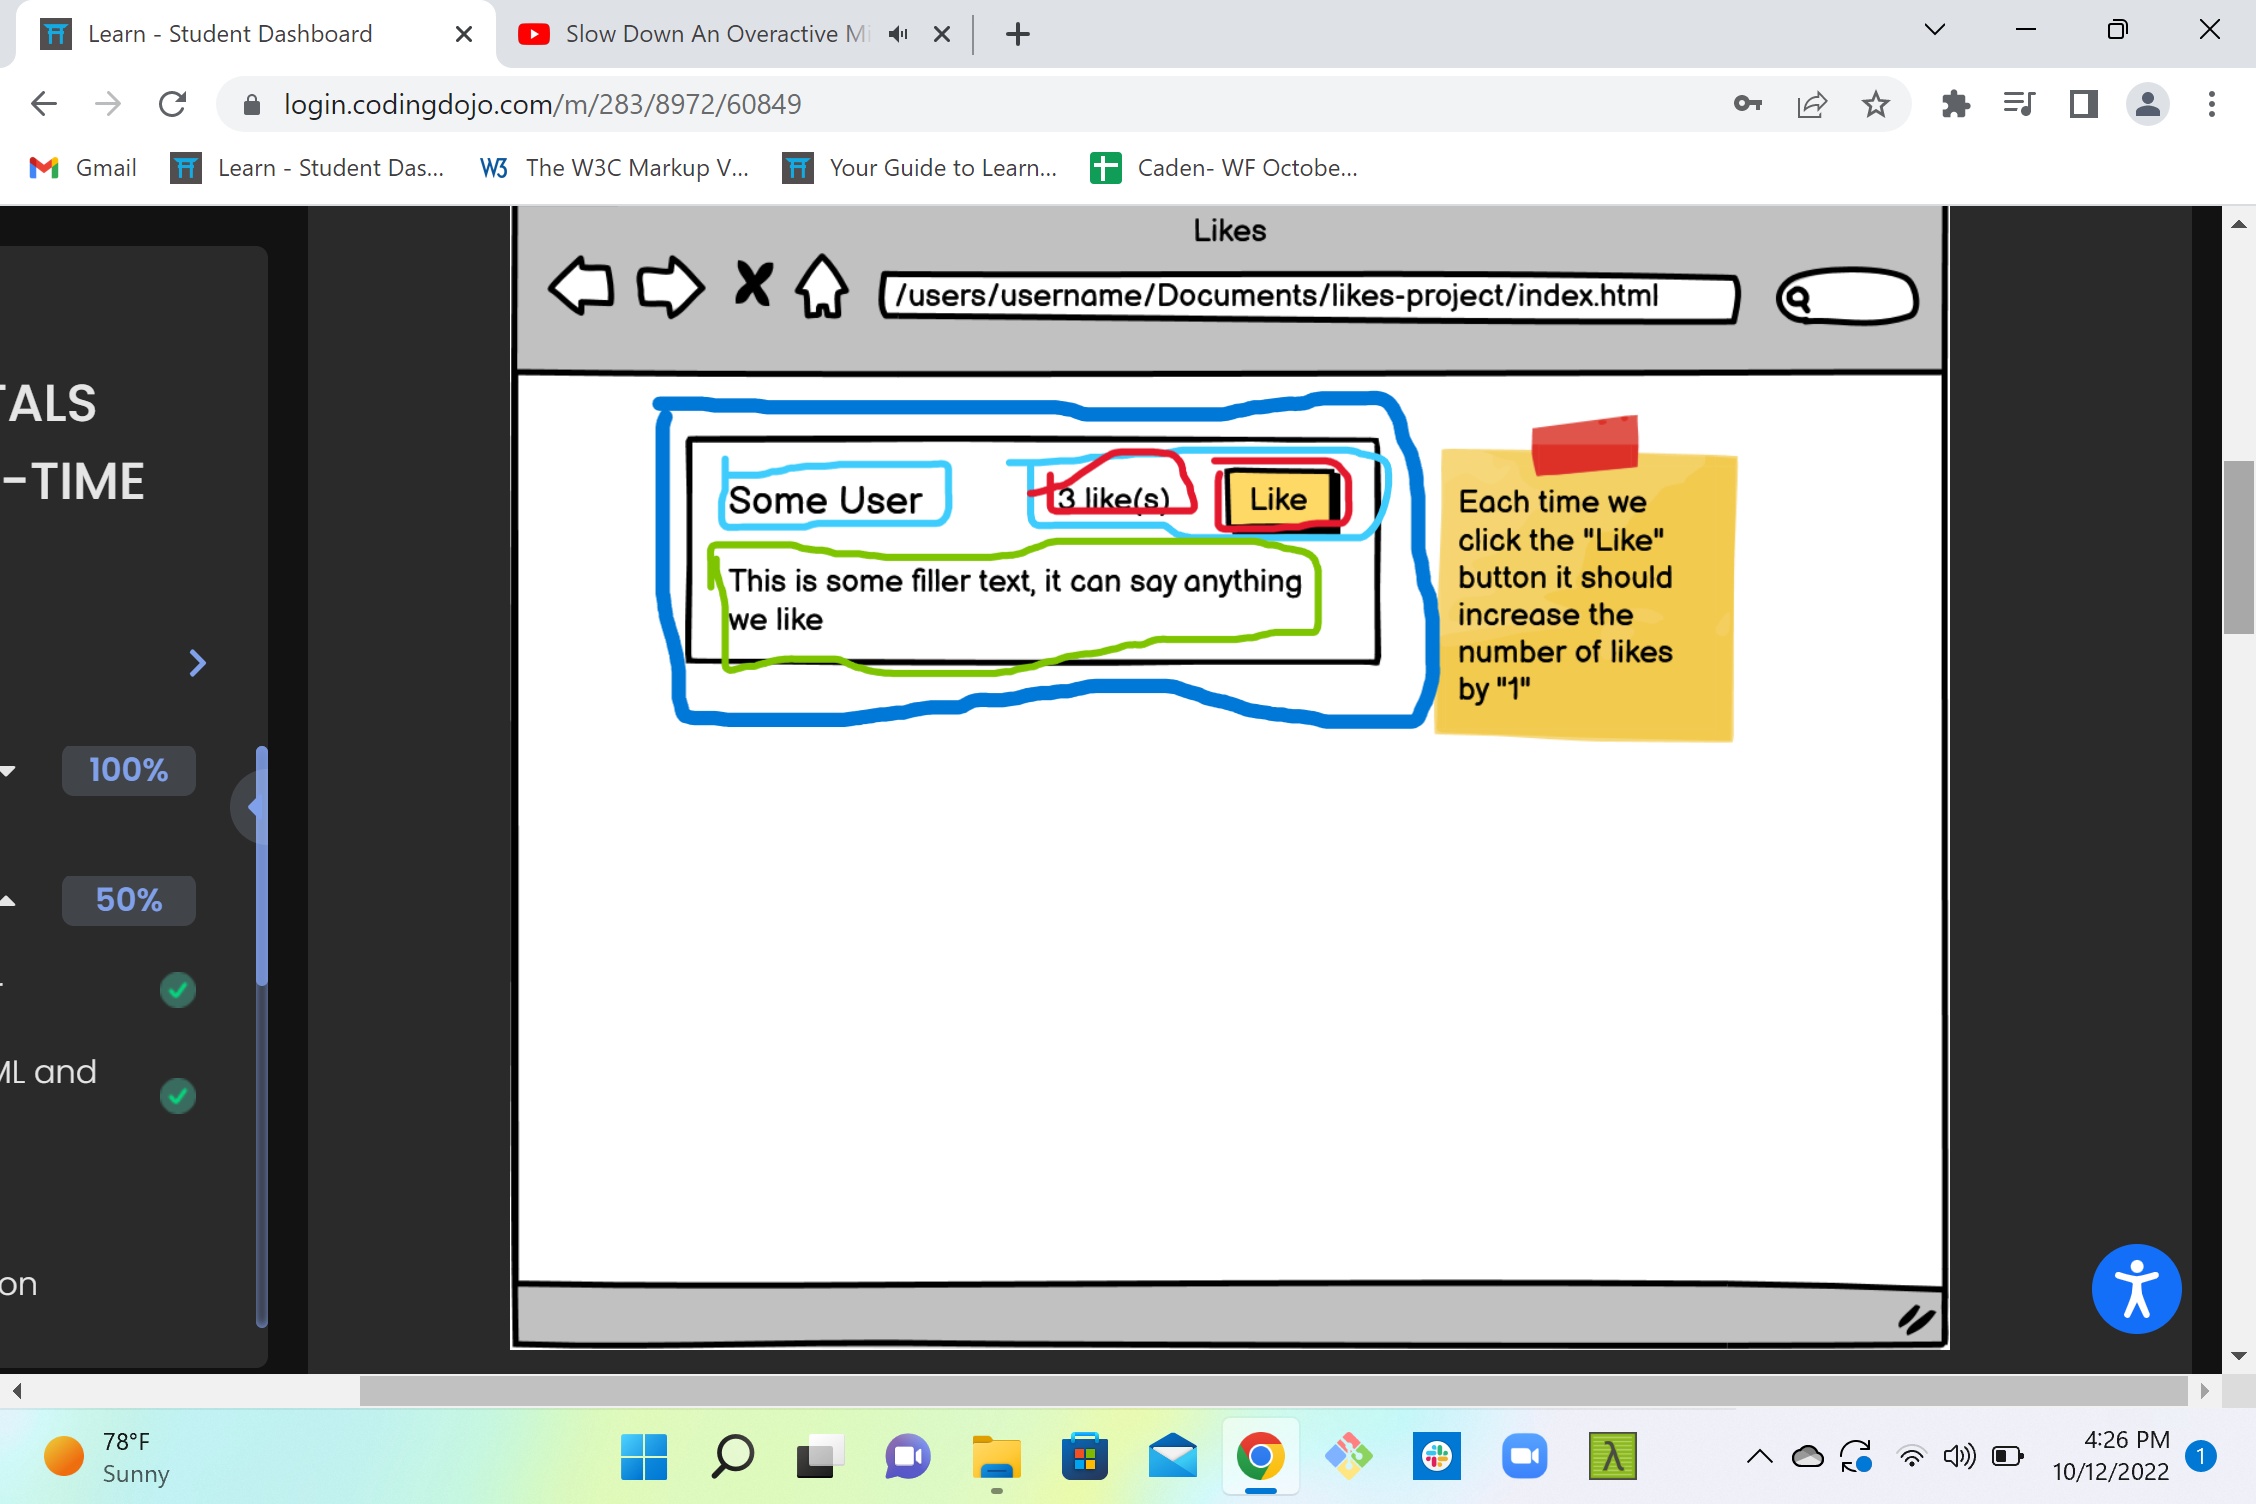 Learn - Student Dashboard
Slow Down An Overactive Mi
login.codingdojo.com/m/283/8972/60849
Gmail
Learn - Student Das...
W3 The W3C Markup V...
Your Guide to Learn...
Caden- WF Octobe...
Likes
/users/username/Documents/likes-project/index.html
TALS
-TIME
100%
50%
ML and
on
Some User
3 like(s)
Like
This is some filler text, it can say anything
we like
Each time we
click the "Like"
button it should
increase the
number of likes
by "1"
78°F
Sunny
4:26 PM
10/12/2022
1